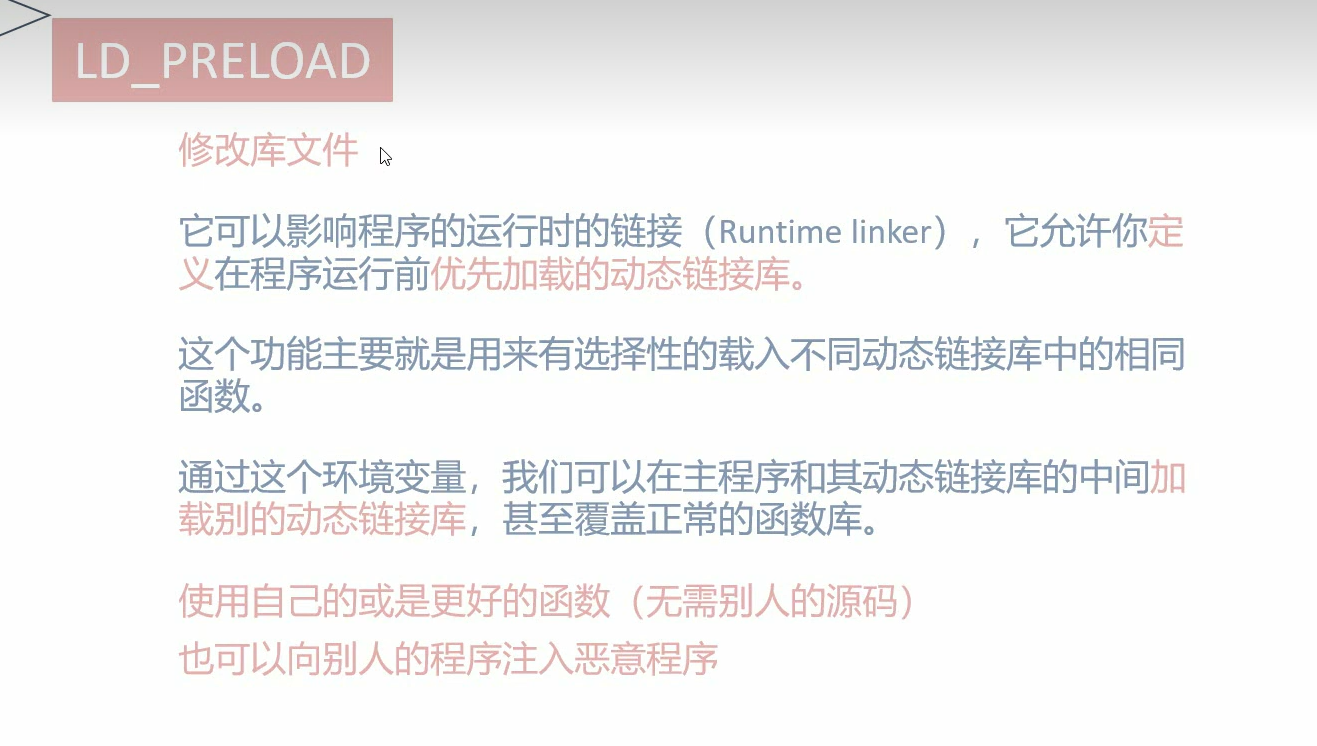 LD_PRELOAD
修改库文件
它可以影响程序的运行时的链接（Runtime linker），它允许你定
义在程序运行前优先加载的动态链接库。
这个功能主要就是用来有选择性的载入不同动态链接库中的相同
函数。
通过这个环境变量，我们可以在主程序和其动态链接库的中间加
载别的动态链接库，甚至覆盖正常的函数库。
使用自己的或是更好的函数（无需别人的源码）
也可以向别人的程序注入恶意程序